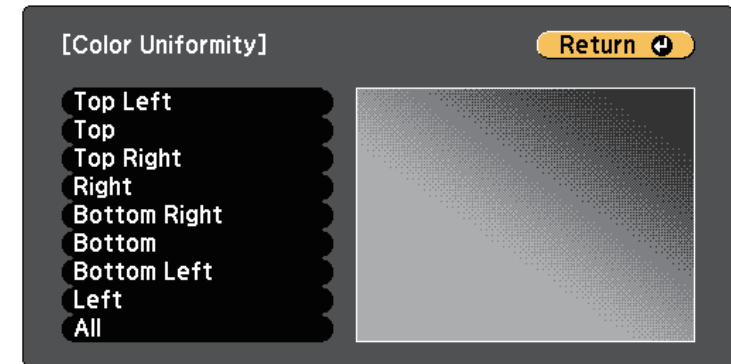 [Color Uniformity]
Return
Top Left
Top
Top Right
Right
Bottom Right
Bottom
Bottom Left
Left
All